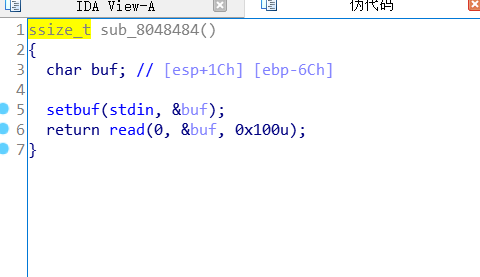 IDA View-A
伪代码
1 ssize_t sub_8048484()
2 {
3 char buf; // [esp+1Ch] [ebp-6Ch]
4
5 setbuf(stdin, &buf);
6 return read(0, &buf, 0x100u);
7 }